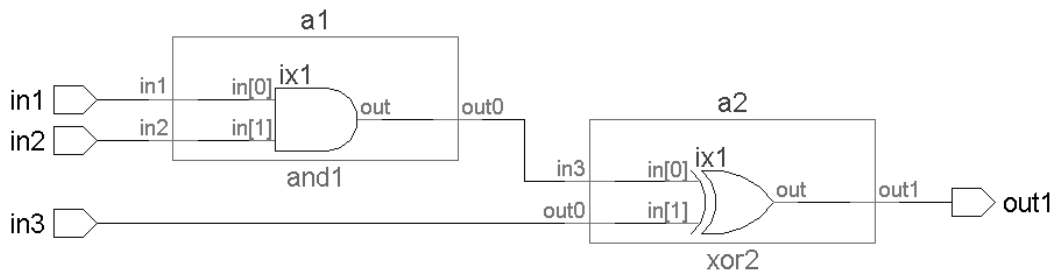 a1
ix1
in1 in1 in[0]
out out0
in2 in2 in[1]
and1
a2
ix1
in3 in[0]
out out1 out1
in3 out0 in[1]
xor2